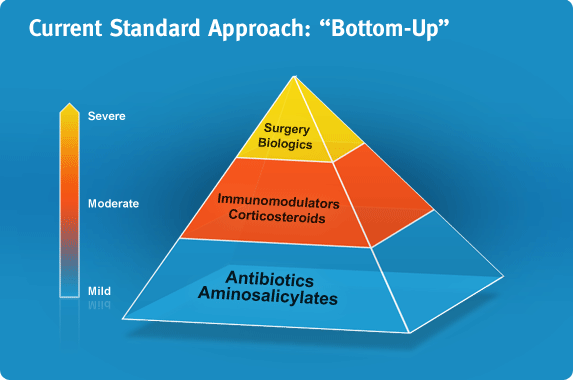 Current Standard Approach: “Bottom-Up”
Severe
Surgery
Biologics
Moderate
Immunomodulators
Corticosteroids
Mild
Antibiotics
Aminosalicylates